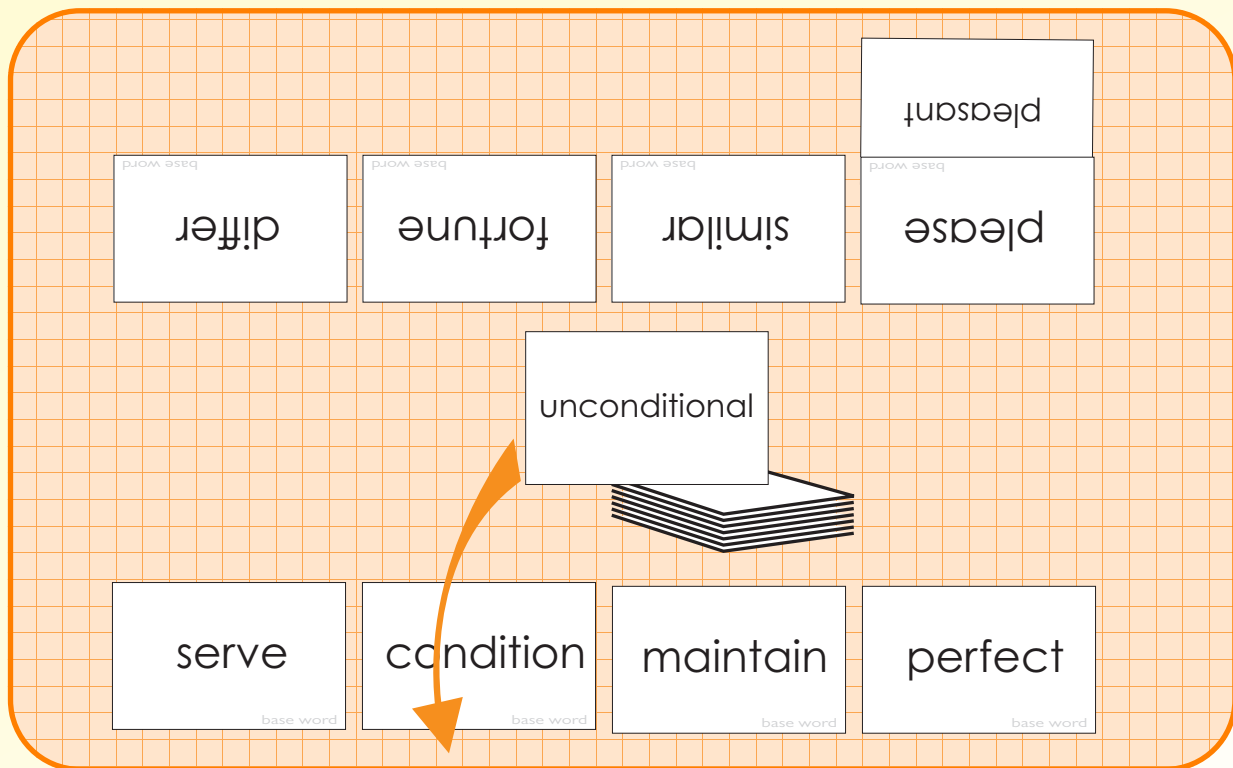 pleasant
base word
differ
base word
fortune
base word
similar
base word
please
unconditional
serve
base word
condition
base word
maintain
base word
perfect
base word